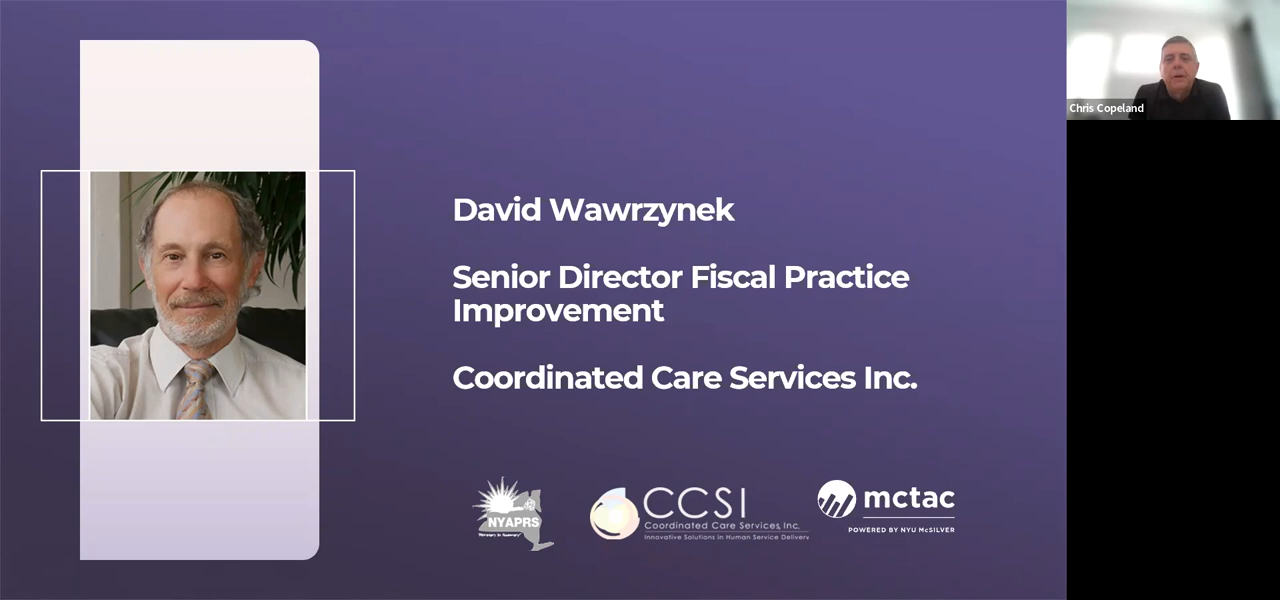 Chris Copeland
David Wawrzynek
Senior Director Fiscal Practice
Improvement
Coordinated Care Services Inc.
NYAPRS
CCSI
Coordinated Care Services, Inc.
Innovative Solutions in Human Service Delivery
mctac
POWERED BY NYU McSILVER